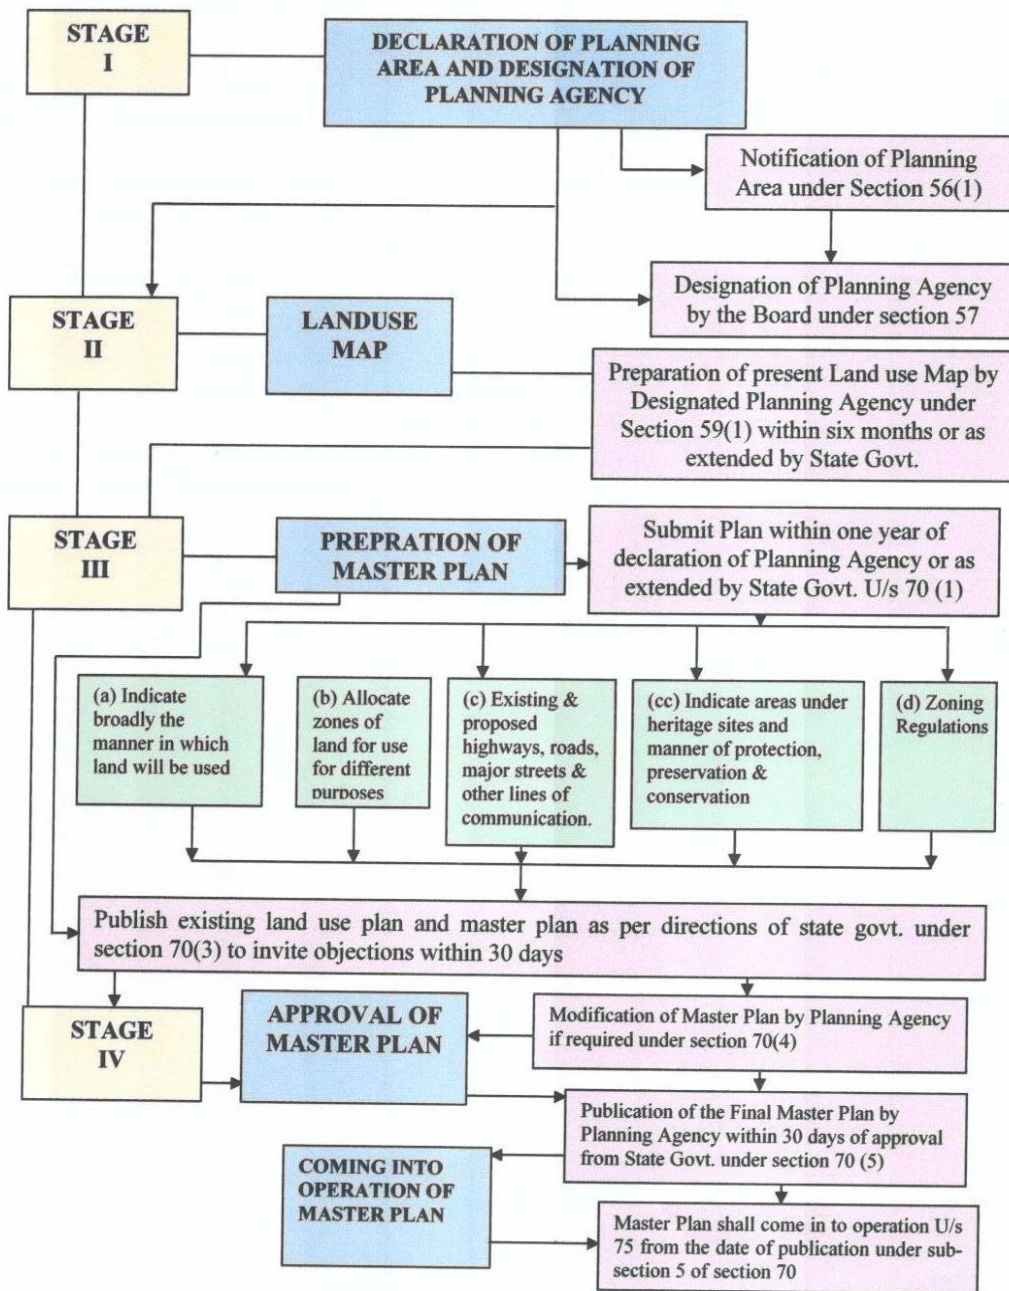 STAGE
I
DECLARATION OF PLANNING
AREA AND DESIGNATION OF
PLANNING AGENCY
Notification of Planning
Area under Section 56(1)
Designation of Planning Agency
by the Board under section 57
STAGE
II
LANDUSE
MAP
Preparation of present Land use Map by
Designated Planning Agency under
Section 59(1) within six months or as
extended by State Govt.
STAGE
III
PREPRATION OF
MASTER PLAN
Submit Plan within one year of
declaration of Planning Agency or as
extended by State Govt. U/s 70 (1)
(a) Indicate
broadly the
manner in which
land will be used
(b) Allocate
zones of
land for use
for different
purposes
(c) Existing &
proposed
highways, roads,
major streets &
other lines of
communication.
(cc) Indicate areas under
heritage sites and
manner of protection,
preservation &
conservation
(d) Zoning
Regulations
Publish existing land use plan and master plan as per directions of state govt. under
section 70(3) to invite objections within 30 days
STAGE
IV
APPROVAL OF
MASTER PLAN
Modification of Master Plan by Planning Agency
if required under section 70(4)
Publication of the Final Master Plan by
Planning Agency within 30 days of approval
from State Govt. under section 70 (5)
COMING INTO
OPERATION OF
MASTER PLAN
Master Plan shall come in to operation U/s
75 from the date of publication under sub-
section 5 of section 70